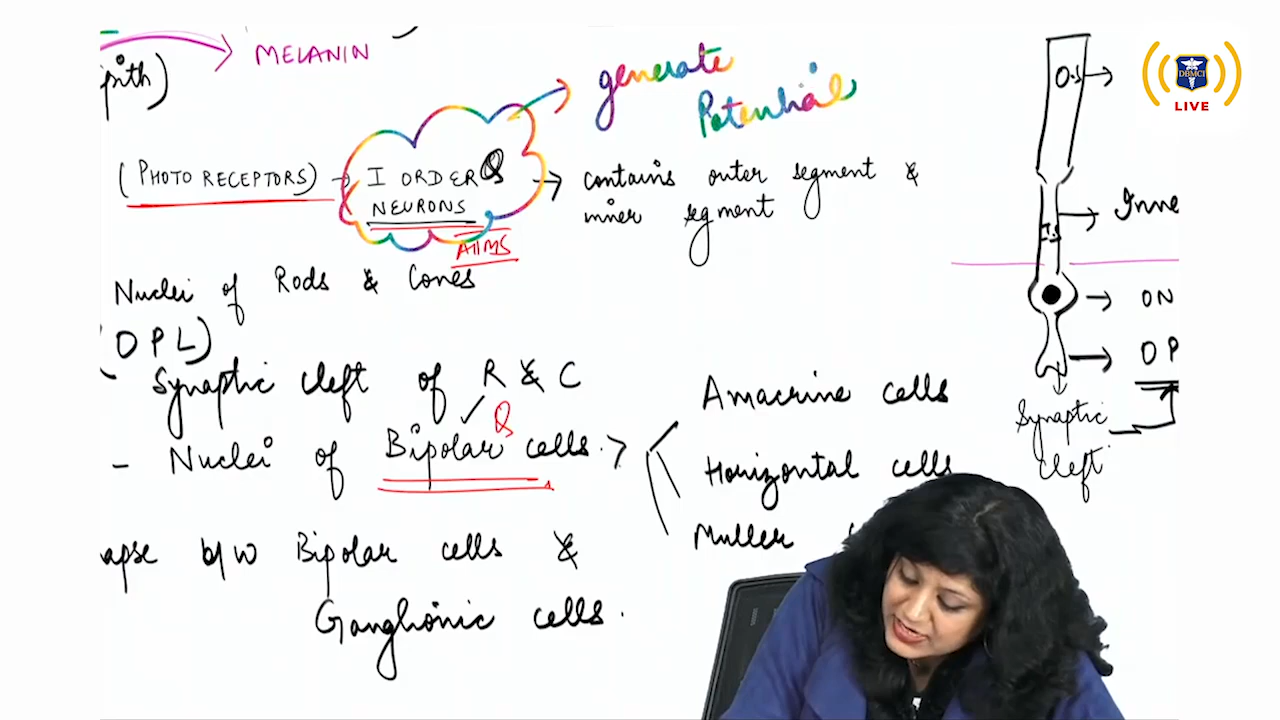 MELANIN
pith)
generate
Potential
(PHOTO RECEPTORS) → I ORDER Q
NEURONS
AIIMS
→ contains outer segment &
inner segment
Nuclei of Rods & Cones
(OPL)
- Synaptic cleft of R & C
- Nuclei of Bipolar cells. >
Q
Amacrine cells
Horizontal cells
Muller
apse b/w Bipolar cells &
Ganglionic cells.
O.S →
I.S
→ Inne
→ ON
→ OP
Synaptic
cleft
DBMCI
LIVE